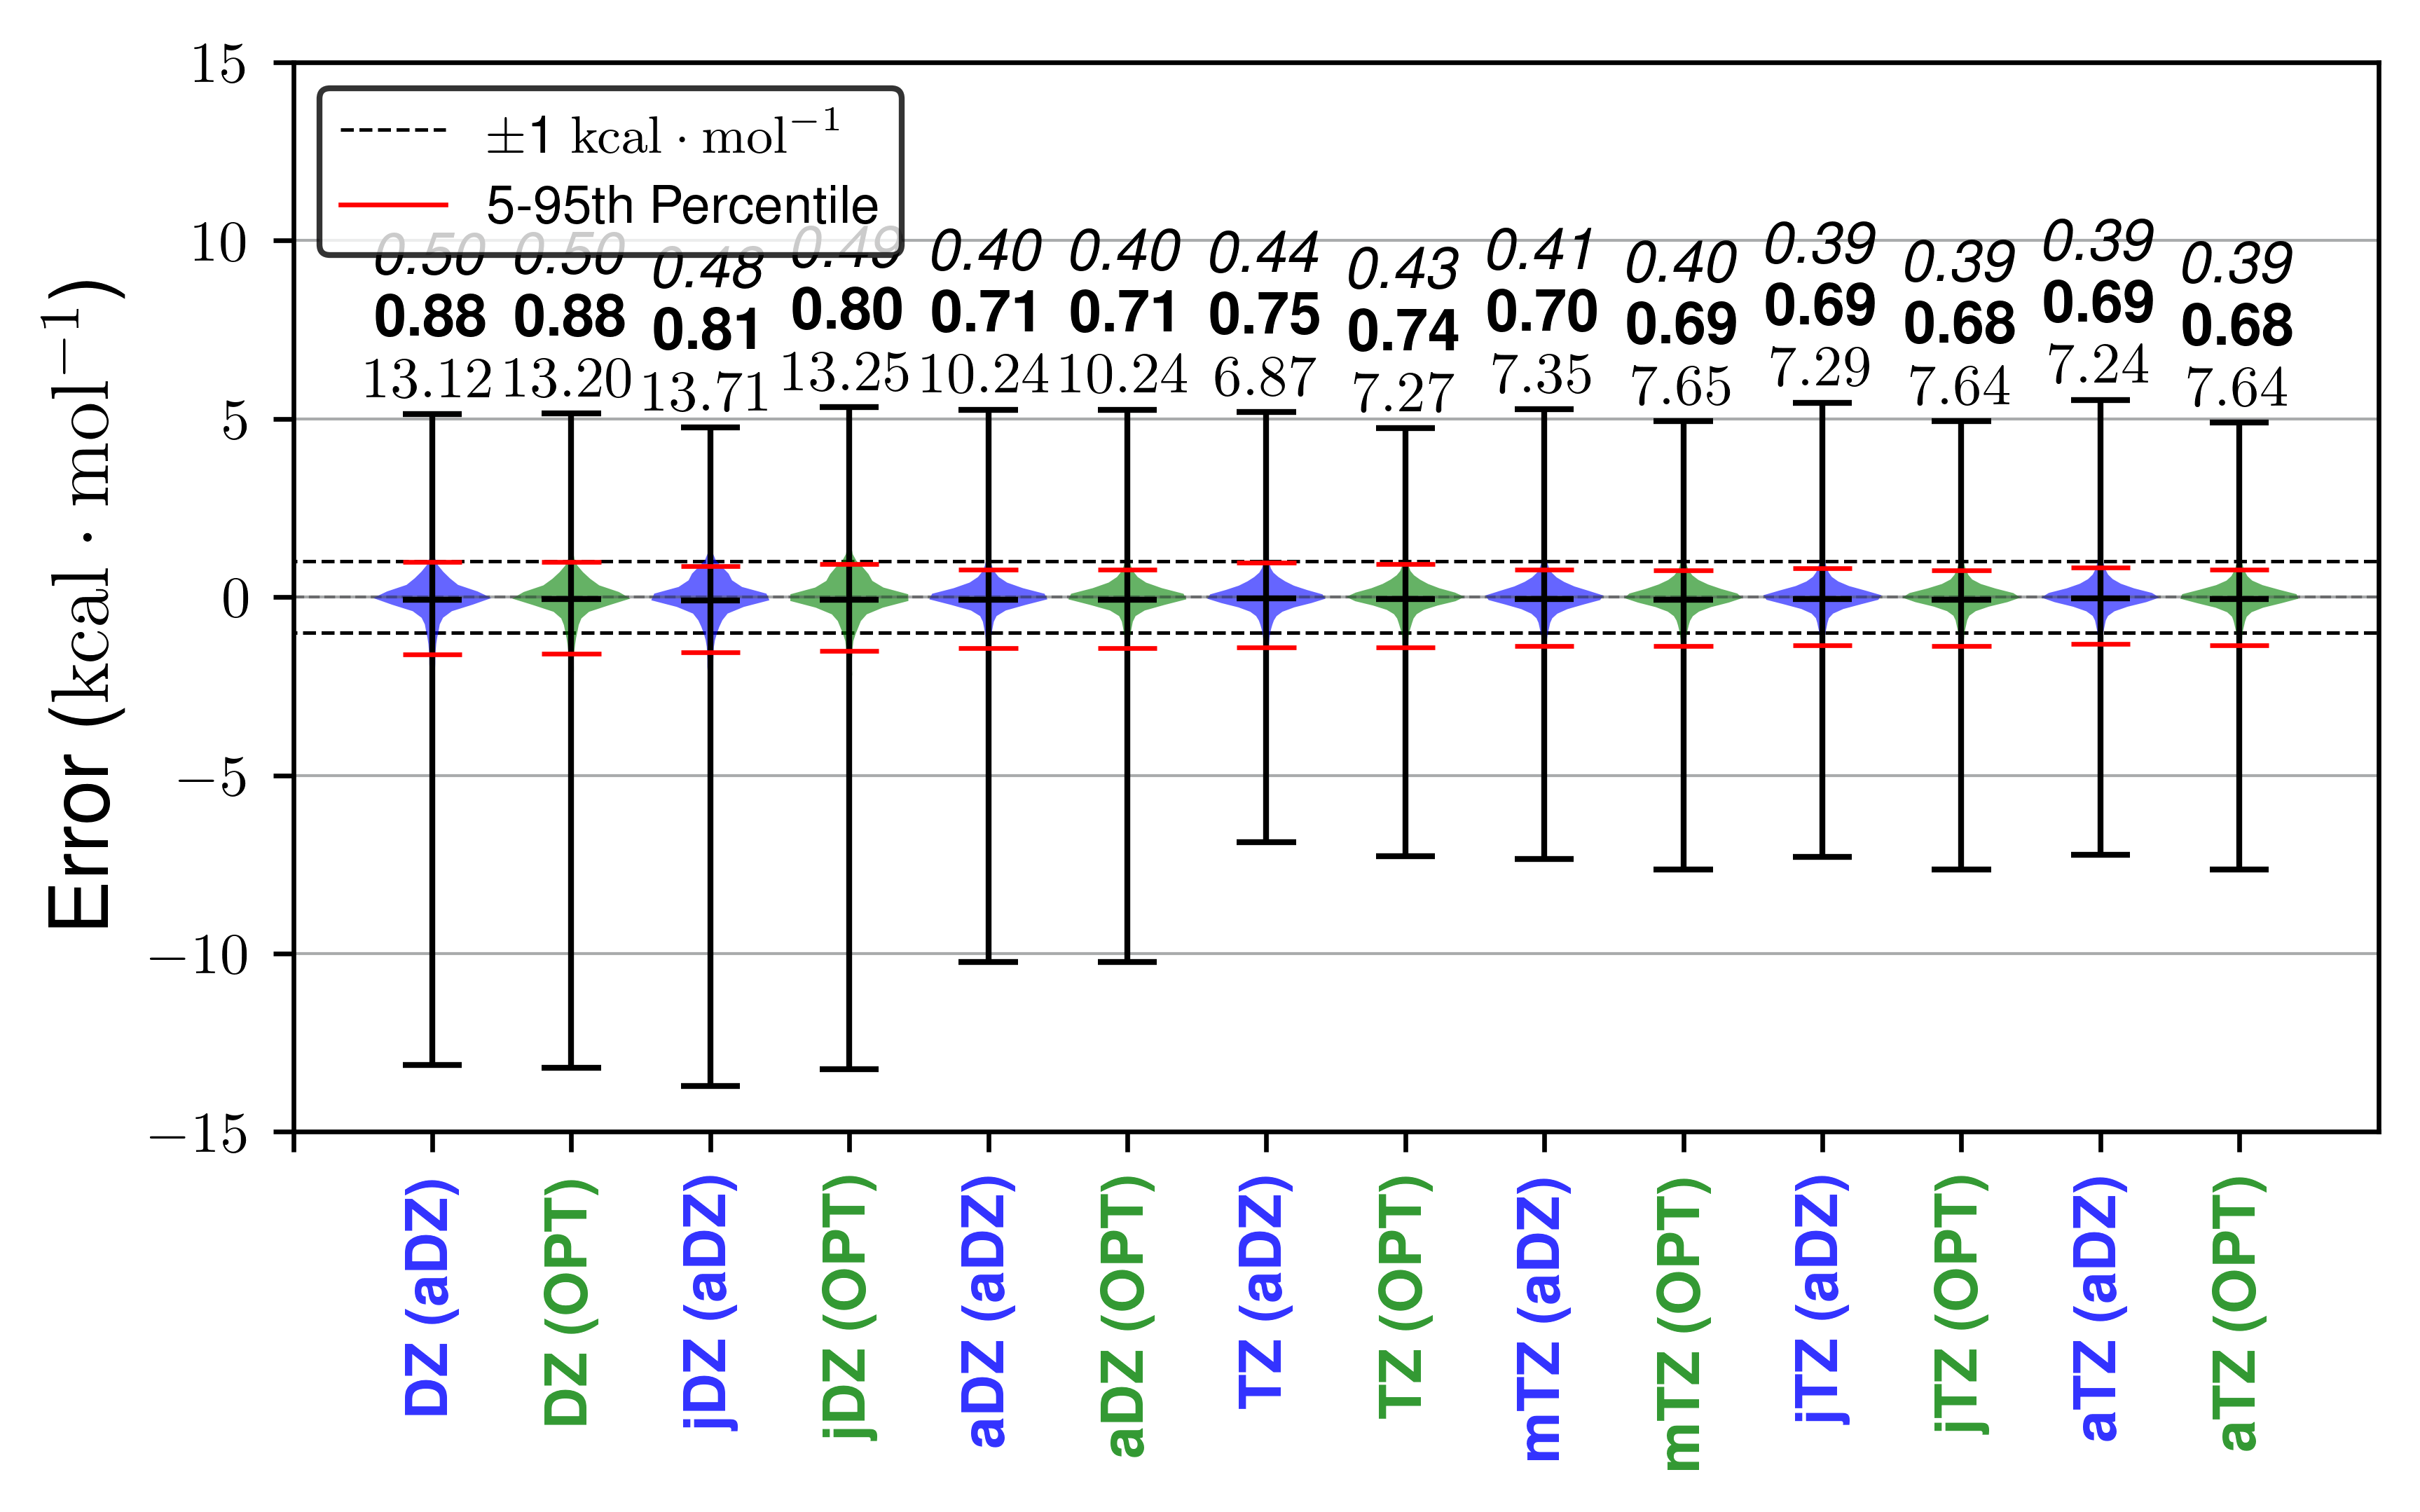 Error (kcal · mol⁻¹)
15
10
5
0
−5
−10
−15
±1 kcal · mol⁻¹
5-95th Percentile
0.50 0.50 0.48 0.49 0.40 0.40 0.44 0.43 0.41 0.40 0.39 0.39 0.39 0.39
0.88 0.88 0.81 0.80 0.71 0.71 0.75 0.74 0.70 0.69 0.69 0.68 0.69 0.68
13.12 13.20 13.71 13.25 10.24 10.24 6.87 7.27 7.35 7.65 7.29 7.64 7.24 7.64
DZ (aDZ)
DZ (OPT)
jDZ (aDZ)
jDZ (OPT)
aDZ (aDZ)
aDZ (OPT)
TZ (aDZ)
TZ (OPT)
mTZ (aDZ)
mTZ (OPT)
jTZ (aDZ)
jTZ (OPT)
aTZ (aDZ)
aTZ (OPT)